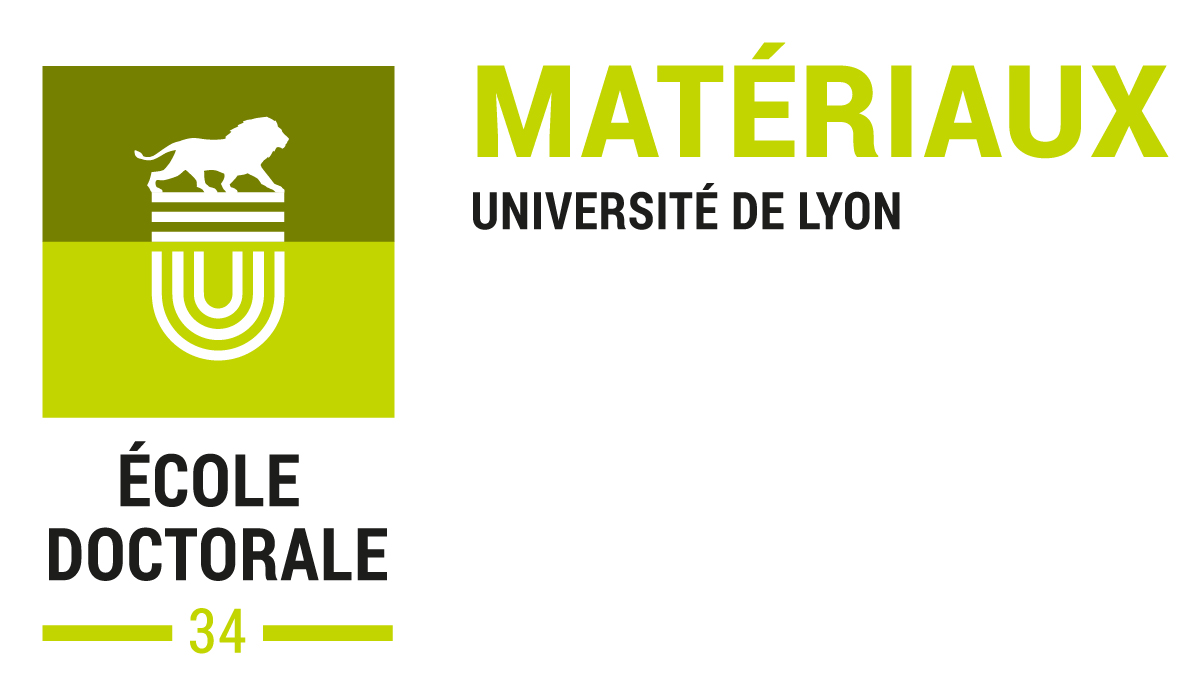 MATÉRIAUX
UNIVERSITÉ DE LYON
ÉCOLE
DOCTORALE
34